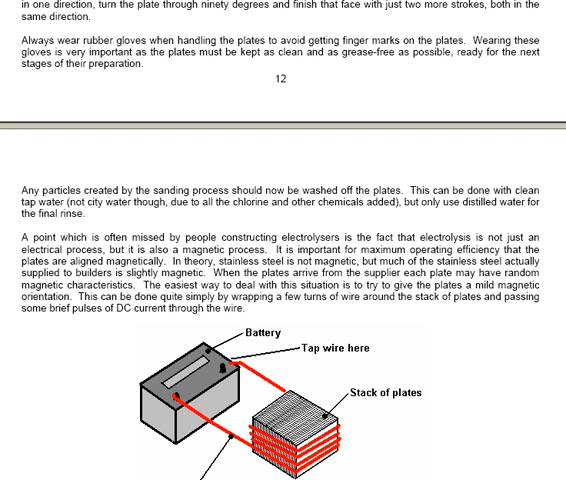 in one direction, turn the plate through ninety degrees and finish that face with just two more strokes, both in the
same direction.
Always wear rubber gloves when handling the plates to avoid getting finger marks on the plates. Wearing these
gloves is very important as the plates must be kept as clean and as grease-free as possible, ready for the next
stages of their preparation.
12
Any particles created by the sanding process should now be washed off the plates. This can be done with clean
tap water (not city water though, due to all the chlorine and other chemicals added), but only use distilled water for
the final rinse.
A point which is often missed by people constructing electrolysers is the fact that electrolysis is not just an
electrical process, but it is also a magnetic process. It is important for maximum operating efficiency that the
plates are aligned magnetically. In theory, stainless steel is not magnetic, but much of the stainless steel actually
supplied to builders is slightly magnetic. When the plates arrive from the supplier each plate may have random
magnetic characteristics. The easiest way to deal with this situation is to try to give the plates a mild magnetic
orientation. This can be done quite simply by wrapping a few turns of wire around the stack of plates and passing
some brief pulses of DC current through the wire.
Battery
Tap wire here
Stack of plates